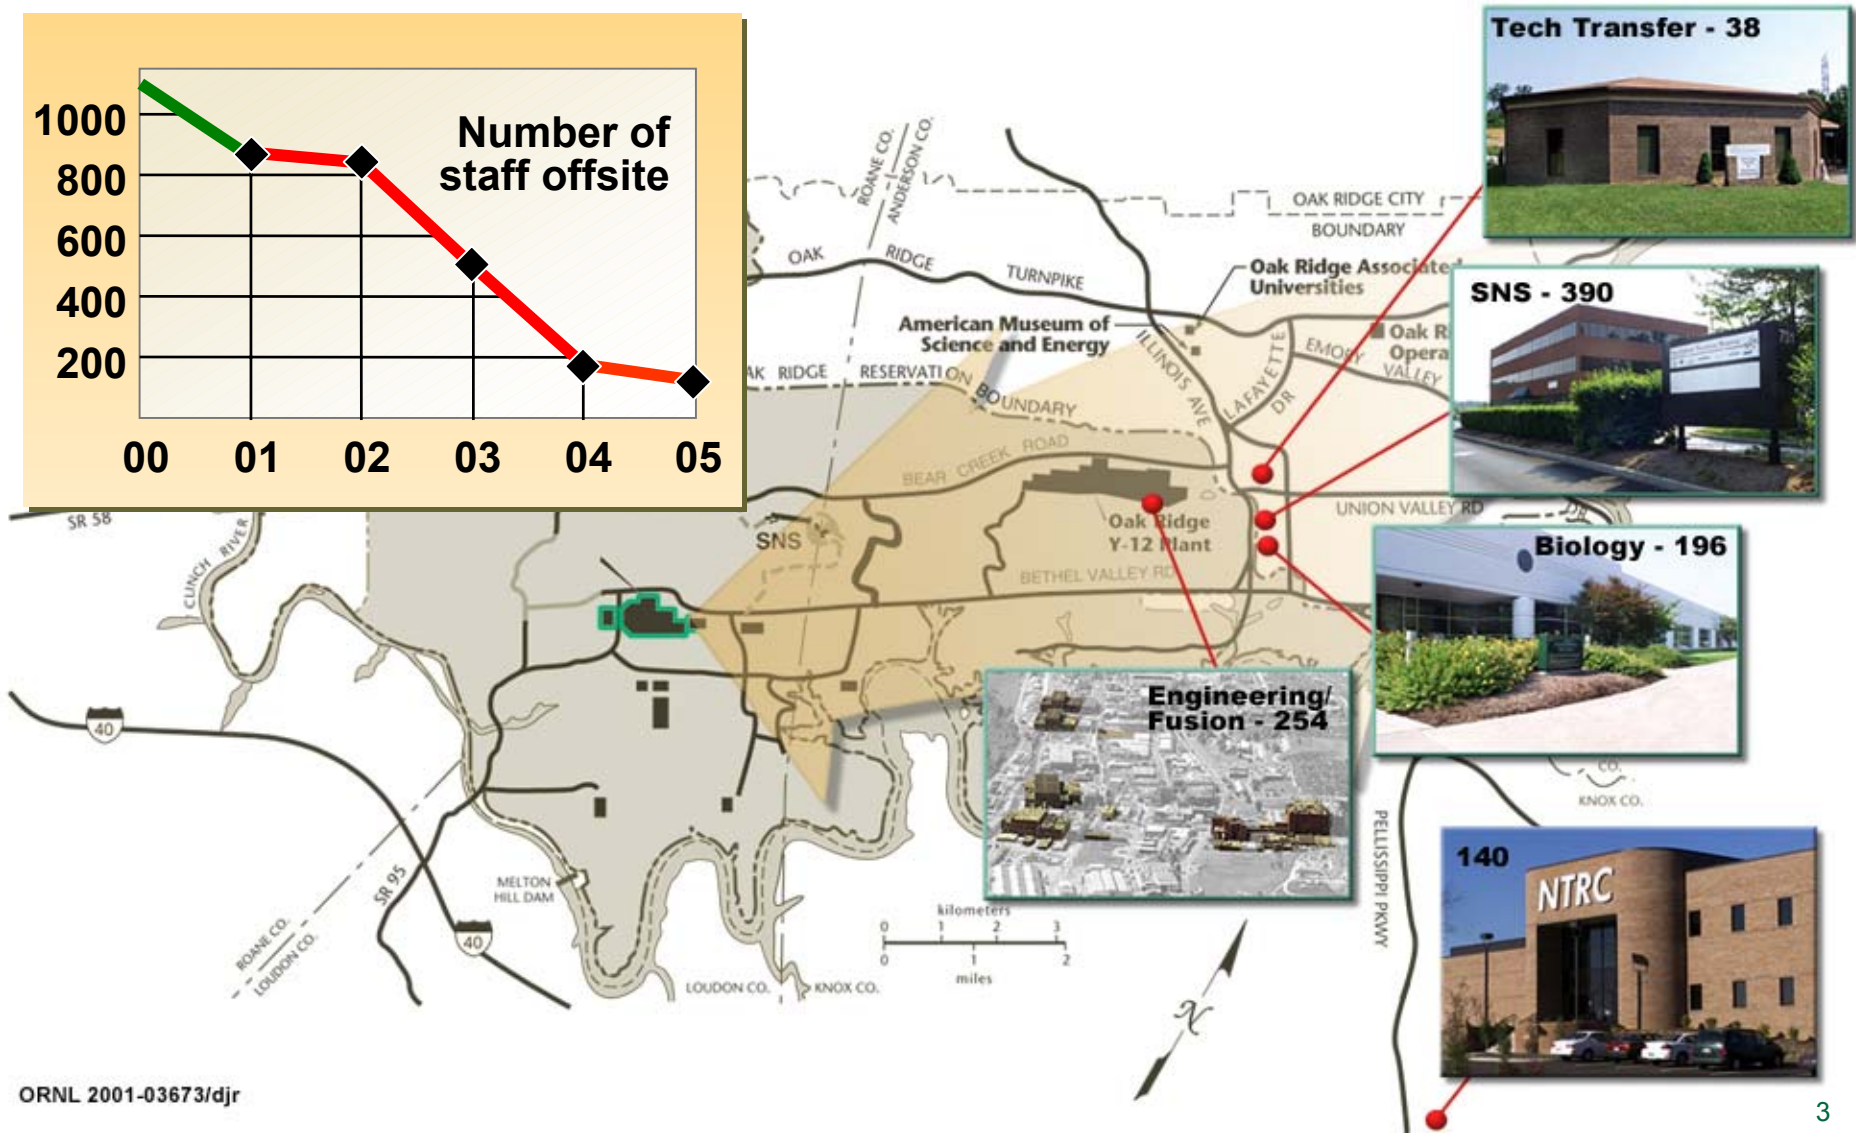 Number of
staff offsite
1000
800
600
400
200
00 01 02 03 04 05
Tech Transfer - 38
SNS - 390
Biology - 196
Engineering/
Fusion - 254
140
NTRC
ROANE CO.
ANDERSON CO.
OAK RIDGE CITY
BOUNDARY
OAK RIDGE TURNPIKE
Oak Ridge Associated
Universities
American Museum of
Science and Energy
Oak R
Opera
ILLINOIS AVE
LAFAYETTE
DR
EMORY
VALLEY
AK RIDGE RESERVATION BOUNDARY
BEAR CREEK ROAD
UNION VALLEY RD
Oak Ridge
Y-12 Plant
BETHEL VALLEY RD
SNS
SR 58
CLINCH RIVER
40
SR 95
40
MELTON
HILL DAM
ROANE CO.
LOUDON CO.
LOUDON CO.
KNOX CO.
CO.
KNOX CO.
PELLISSIPPI PKWY
kilometers
0 1 2 3
0 1 2
miles
N
ORNL 2001-03673/djr
3